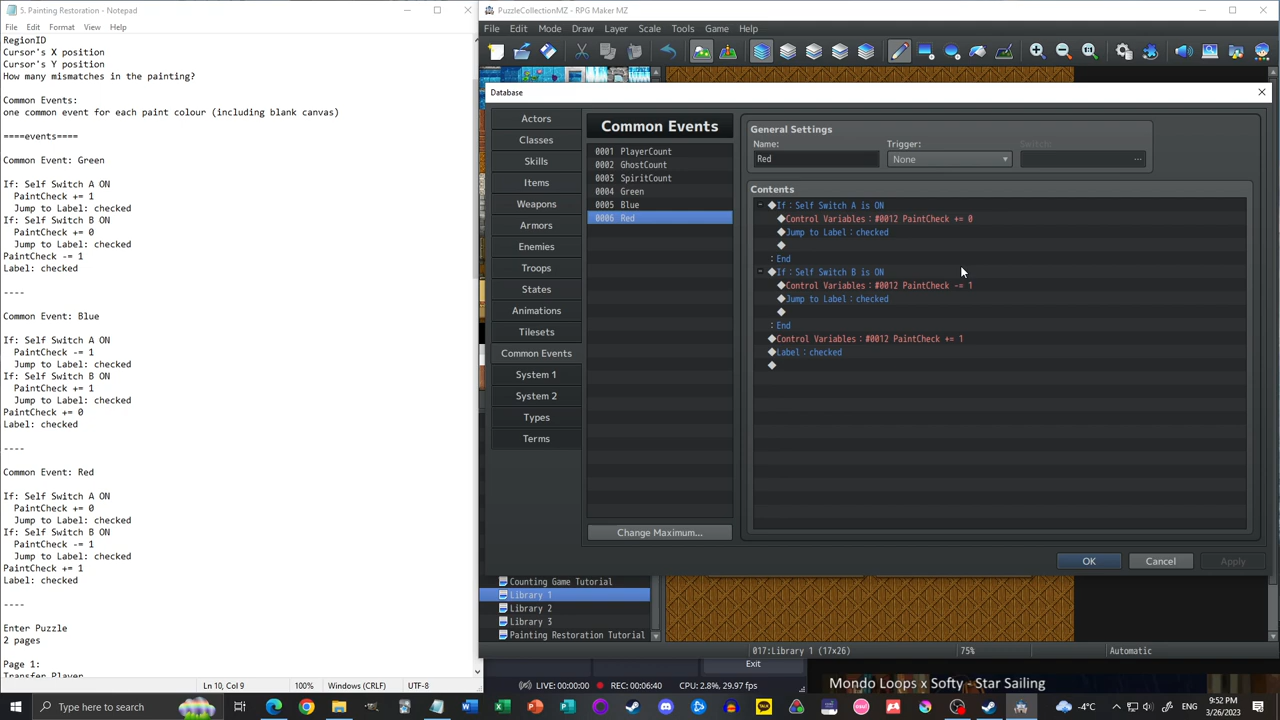 5. Painting Restoration - Notepad
File Edit Format View Help
RegionID
Cursor's X position
Cursor's Y position
How many mismatches in the painting?
Common Events:
one common event for each paint colour (including blank canvas)
====events====
Common Event: Green
If: Self Switch A ON
PaintCheck += 1
Jump to Label: checked
If: Self Switch B ON
PaintCheck += 0
Jump to Label: checked
PaintCheck -= 1
Label: checked
----
Common Event: Blue
If: Self Switch A ON
PaintCheck -= 1
Jump to Label: checked
If: Self Switch B ON
PaintCheck += 1
Jump to Label: checked
PaintCheck += 0
Label: checked
----
Common Event: Red
If: Self Switch A ON
PaintCheck += 0
Jump to Label: checked
If: Self Switch B ON
PaintCheck -= 1
Jump to Label: checked
PaintCheck += 1
Label: checked
----
Enter Puzzle
2 pages
Page 1:
Transfer Player
Ln 10, Col 9 100% Windows (CRLF) UTF-8
PuzzleCollectionMZ - RPG Maker MZ
File Edit Mode Draw Layer Scale Tools Game Help
Database
Actors
Classes
Skills
Items
Weapons
Armors
Enemies
Troops
States
Animations
Tilesets
Common Events
System 1
System 2
Types
Terms
Common Events
0001 PlayerCount
0002 GhostCount
0003 SpiritCount
0004 Green
0005 Blue
0006 Red
Change Maximum...
General Settings
Name: Trigger: Switch:
Red None ...
Contents
If : Self Switch A is ON
Control Variables : #0012 PaintCheck += 0
Jump to Label : checked
: End
If : Self Switch B is ON
Control Variables : #0012 PaintCheck -= 1
Jump to Label : checked
: End
Control Variables : #0012 PaintCheck += 1
Label : checked
OK Cancel Apply
Counting Game Tutorial
Library 1
Library 2
Library 3
Painting Restoration Tutorial
017:Library 1 (17x26) 75% Automatic
Exit
LIVE: 00:00:00 REC: 00:06:40 CPU: 2.8%, 29.97 fps
Mondo Loops x Softy - Star Sailing
Type here to search
-3°C
9:52 PM
3/26/2023